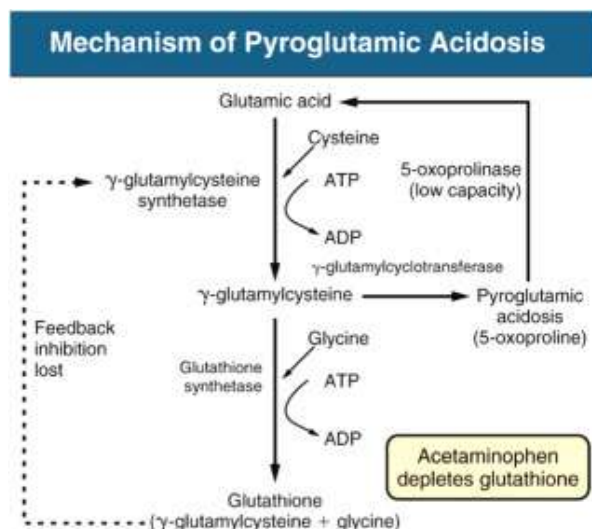 Mechanism of Pyroglutamic Acidosis
Glutamic acid
Cysteine
γ-glutamylcysteine
synthetase
ATP
ADP
5-oxoprolinase
(low capacity)
γ-glutamylcyclotransferase
γ-glutamylcysteine
Pyroglutamic
acidosis
(5-oxoproline)
Feedback
inhibition
lost
Glycine
Glutathione
synthetase
ATP
ADP
Acetaminophen
depletes glutathione
Glutathione
(γ-glutamylcysteine + glycine)